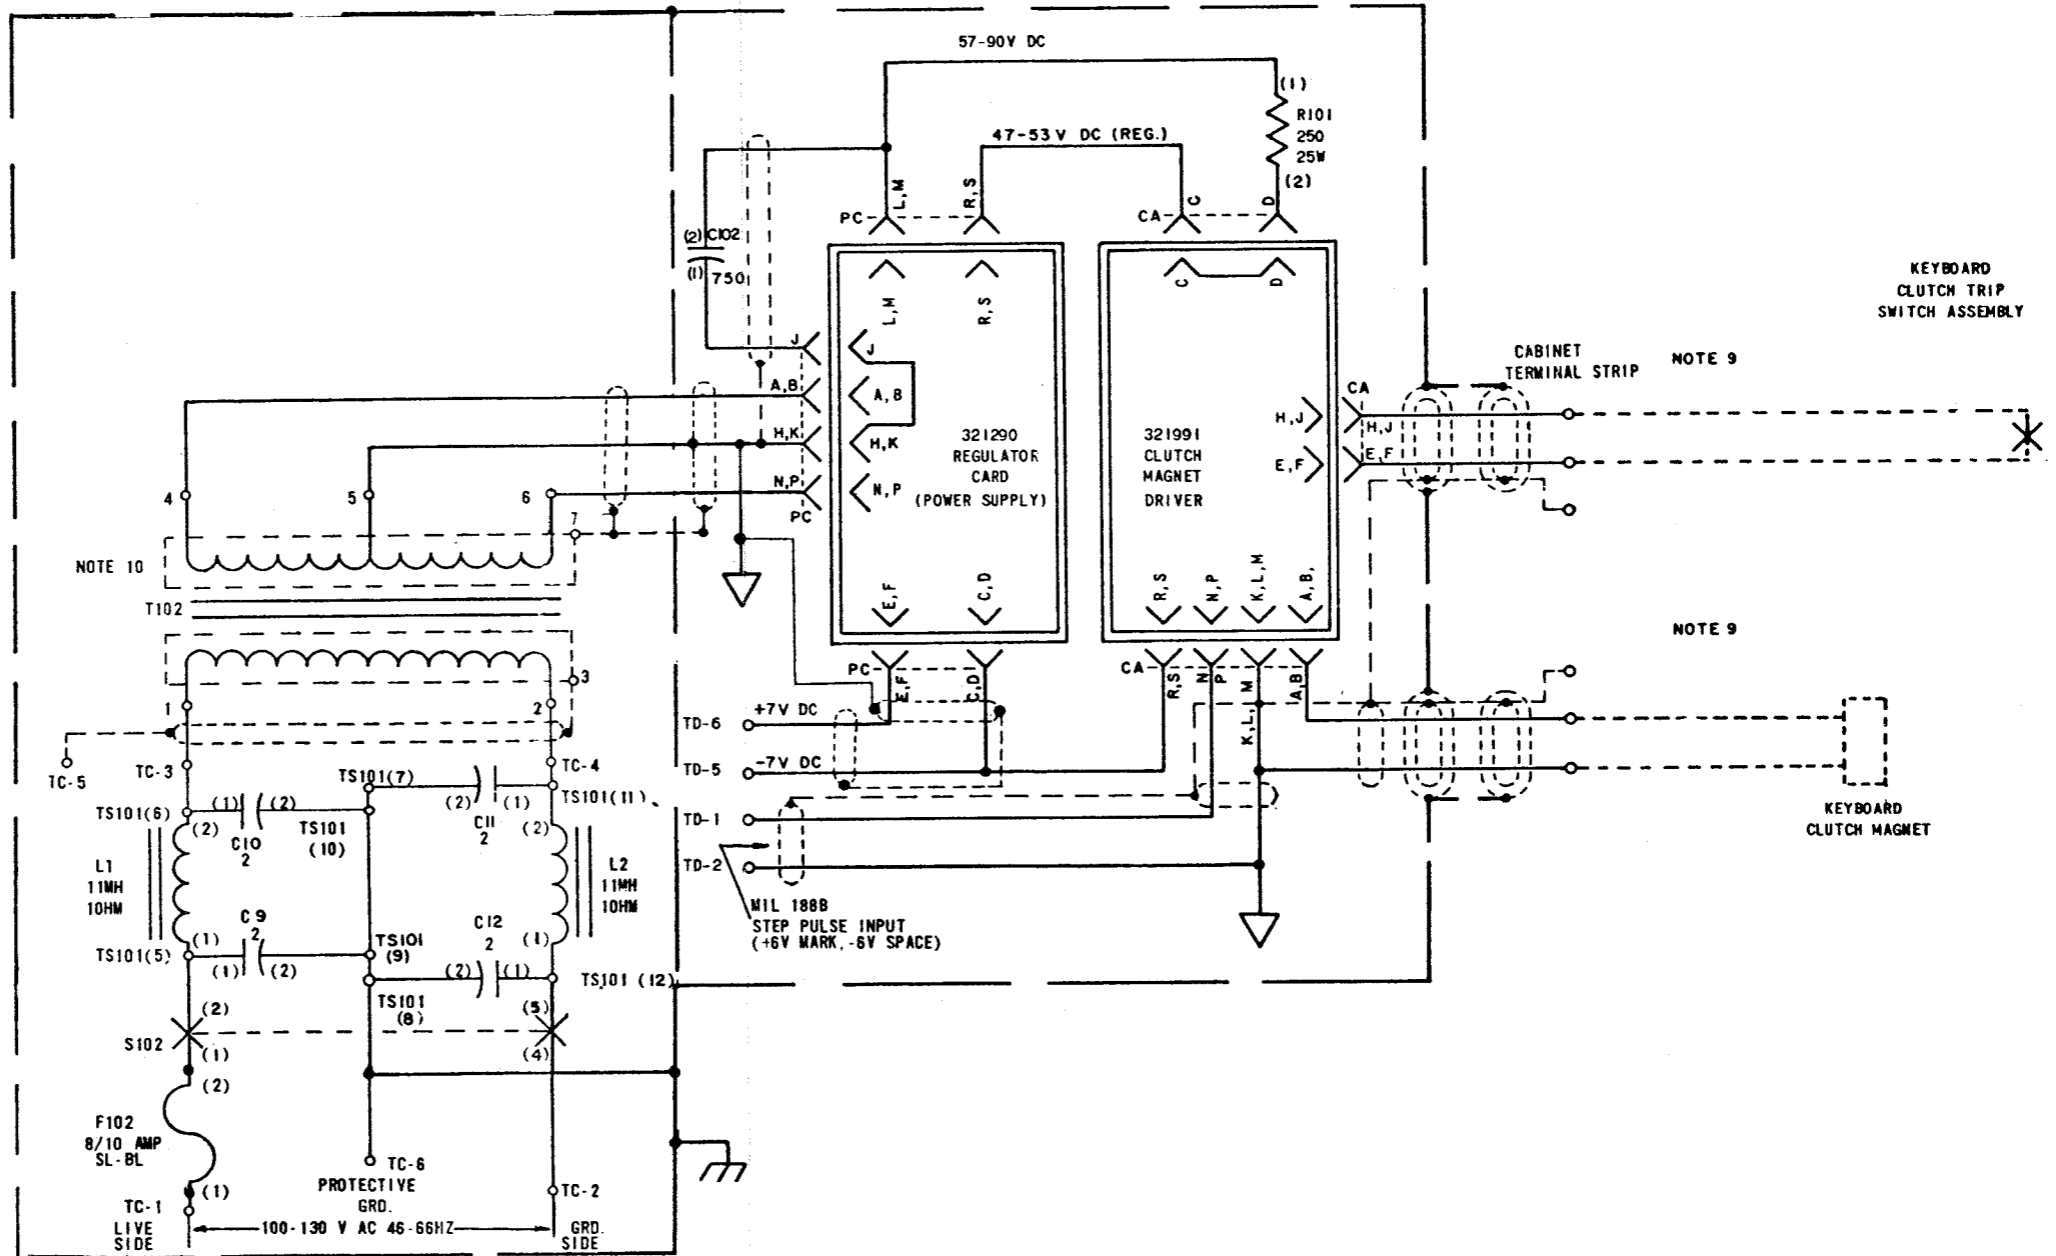 57-90V DC
(1)
R101
250
25W
(2)
47-53 V DC (REG.)
L,M
R,S
C
D
PC
CA
(2) C102
(1) 750
L,M
R,S
C
D
KEYBOARD
CLUTCH TRIP
SWITCH ASSEMBLY
CABINET
TERMINAL STRIP
NOTE 9
J
J
A,B
A,B
H,K
H,K
N,P
N,P
PC
321290
REGULATOR
CARD
(POWER SUPPLY)
321991
CLUTCH
MAGNET
DRIVER
CA
H,J
H,J
E,F
E,F
4
5
6
7
NOTE 10
T102
E,F
C,D
R,S
N,P
K,L,M
A,B,
NOTE 9
3
1
2
PC
E,F
C,D
CA
R,S
N
P
K,L,M
A,B
TD-6
+7V DC
TD-5
-7V DC
TD-1
TD-2
MIL 188B
STEP PULSE INPUT
(+6V MARK, -6V SPACE)
KEYBOARD
CLUTCH MAGNET
TC-5
TC-3
TC-4
TS101(7)
TS101(6)
(1)
(2)
(2)
C10
2
TS101
(10)
(2)
(1)
C11
2
TS101(11)
(2)
L1
11MH
1OHM
L2
11MH
1OHM
C9
2
(1)
(1)
(2)
TS101(5)
TS101
(9)
C12
2
(1)
(2)
(1)
TS101 (12)
TS101
(8)
(2)
S102
(1)
(5)
(4)
(2)
F102
8/10 AMP
SL-BL
(1)
TC-1
LIVE
SIDE
TC-6
PROTECTIVE
GRD.
100-130 V AC 46-66HZ
TC-2
GRD.
SIDE